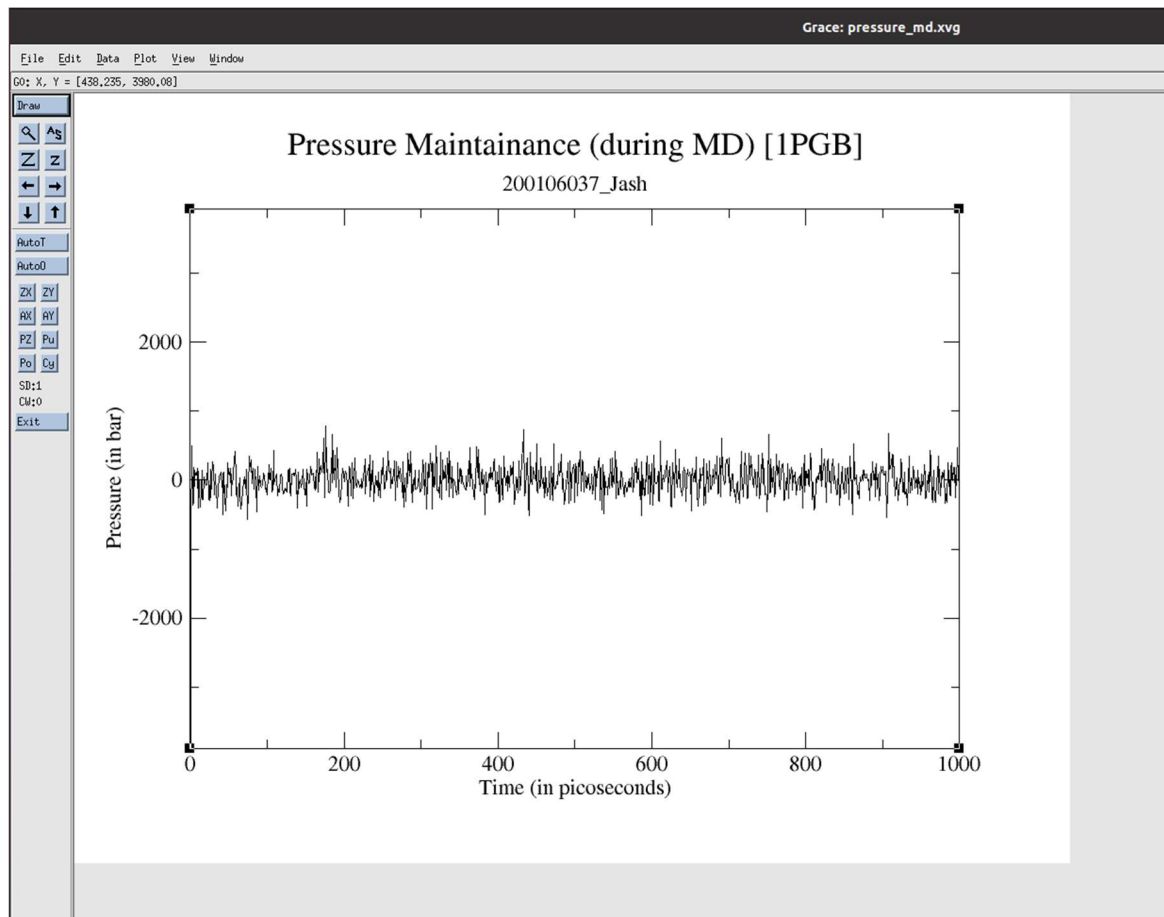 Grace: pressure_md.xvg
File Edit Data Plot View Window
G0: X, Y = [438.235, 3980.08]
Draw
A S
Z z
AutoT
AutoO
ZX ZY
AX AY
PZ Pu
Po Cy
SD:1
CW:0
Exit
Pressure Maintainance (during MD) [1PGB]
200106037_Jash
2000
0
-2000
Pressure (in bar)
0 200 400 600 800 1000
Time (in picoseconds)